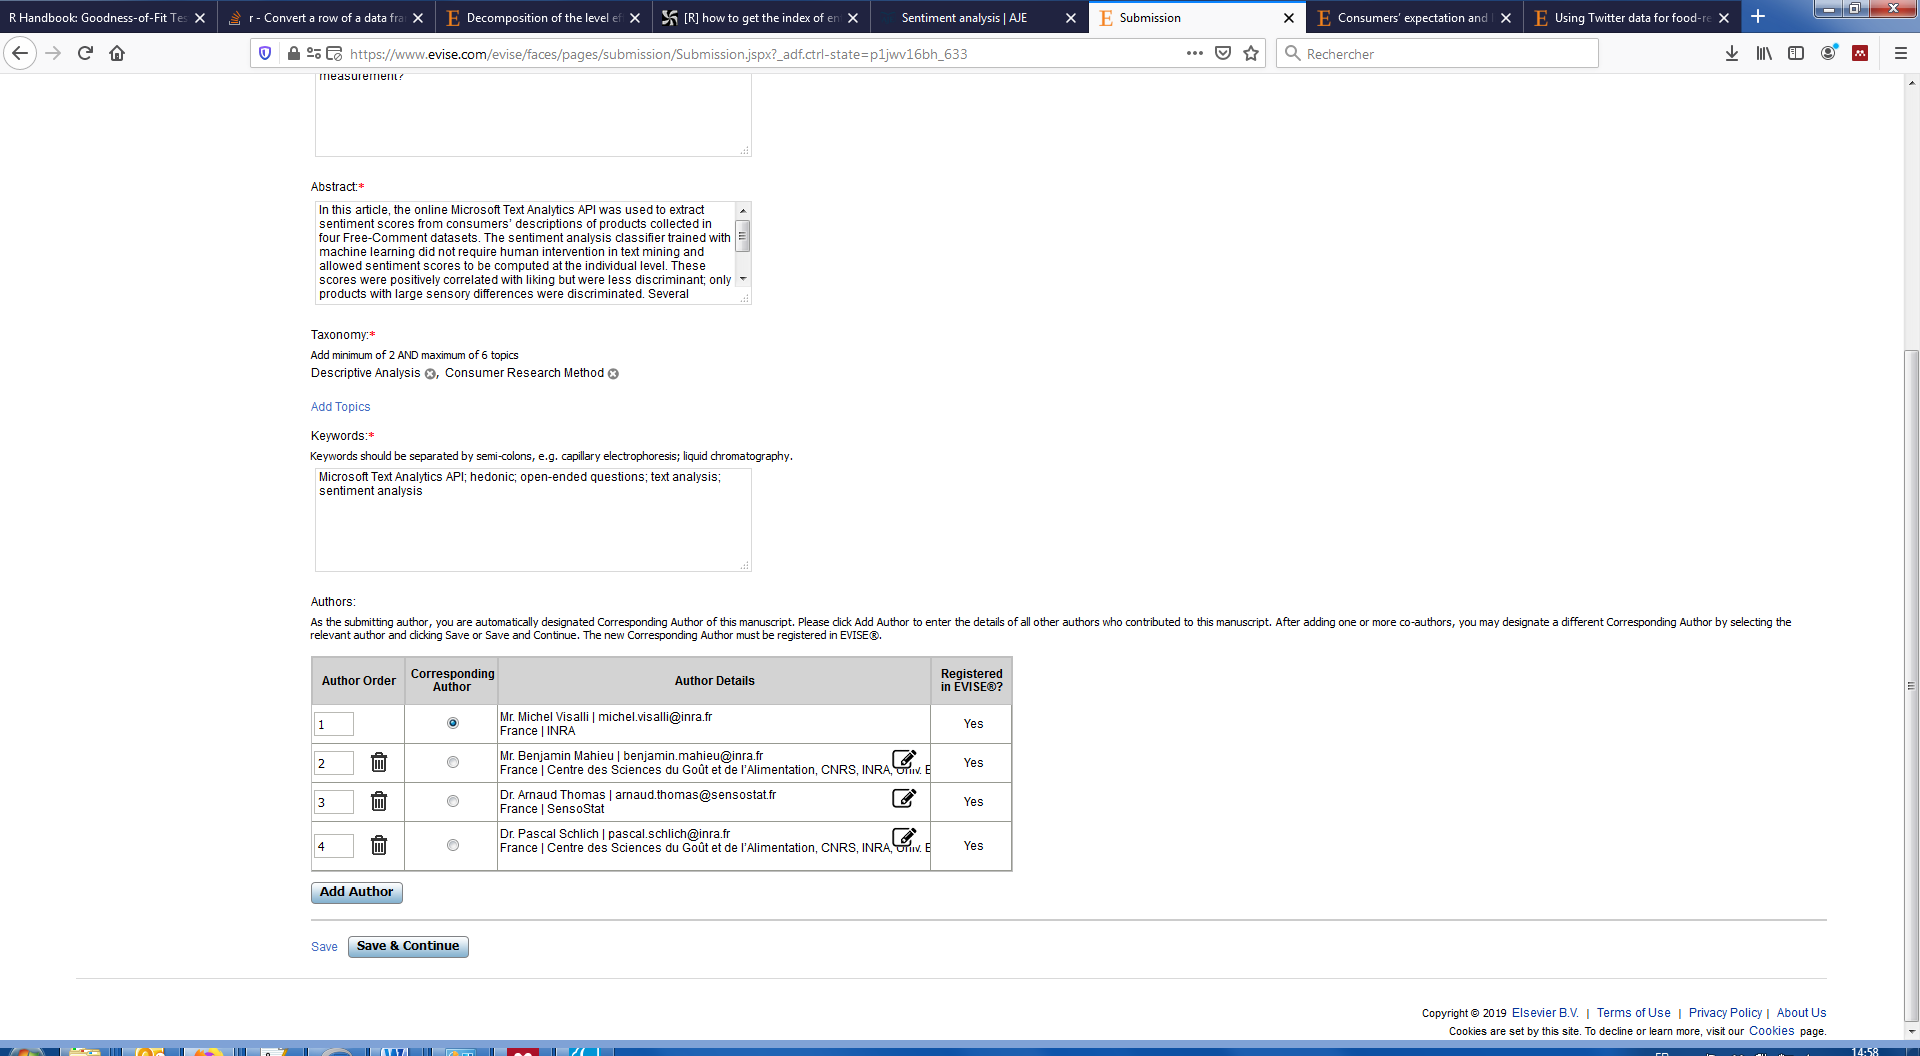 R Handbook: Goodness-of-Fit Tes
r - Convert a row of a data fra
Decomposition of the level ef
[R] how to get the index of en
Sentiment analysis | AJE
Submission
Consumers' expectation and
Using Twitter data for food-re
https://www.evise.com/evise/faces/pages/submission/Submission.jspx?_adf.ctrl-state=p1jwv16bh_633
Rechercher
measurement?
Abstract:*
In this article, the online Microsoft Text Analytics API was used to extract
sentiment scores from consumers' descriptions of products collected in
four Free-Comment datasets. The sentiment analysis classifier trained with
machine learning did not require human intervention in text mining and
allowed sentiment scores to be computed at the individual level. These
scores were positively correlated with liking but were less discriminant; only
products with large sensory differences were discriminated. Several
Taxonomy:*
Add minimum of 2 AND maximum of 6 topics
Descriptive Analysis , Consumer Research Method
Add Topics
Keywords:*
Keywords should be separated by semi-colons, e.g. capillary electrophoresis; liquid chromatography.
Microsoft Text Analytics API; hedonic; open-ended questions; text analysis;
sentiment analysis
Authors:
As the submitting author, you are automatically designated Corresponding Author of this manuscript. Please click Add Author to enter the details of all other authors who contributed to this manuscript. After adding one or more co-authors, you may designate a different Corresponding Author by selecting the
relevant author and clicking Save or Save and Continue. The new Corresponding Author must be registered in EVISE®.
Author Order
Corresponding
Author
Author Details
Registered
in EVISE®?
1
Mr. Michel Visalli | michel.visalli@inra.fr
France | INRA
Yes
2
Mr. Benjamin Mahieu | benjamin.mahieu@inra.fr
France | Centre des Sciences du Goût et de l'Alimentation, CNRS, INRA, Univ. B
Yes
3
Dr. Arnaud Thomas | arnaud.thomas@sensostat.fr
France | SensoStat
Yes
4
Dr. Pascal Schlich | pascal.schlich@inra.fr
France | Centre des Sciences du Goût et de l'Alimentation, CNRS, INRA, Univ. B
Yes
Add Author
Save
Save & Continue
Copyright © 2019 Elsevier B.V. | Terms of Use | Privacy Policy | About Us
Cookies are set by this site. To decline or learn more, visit our Cookies page.
14:58